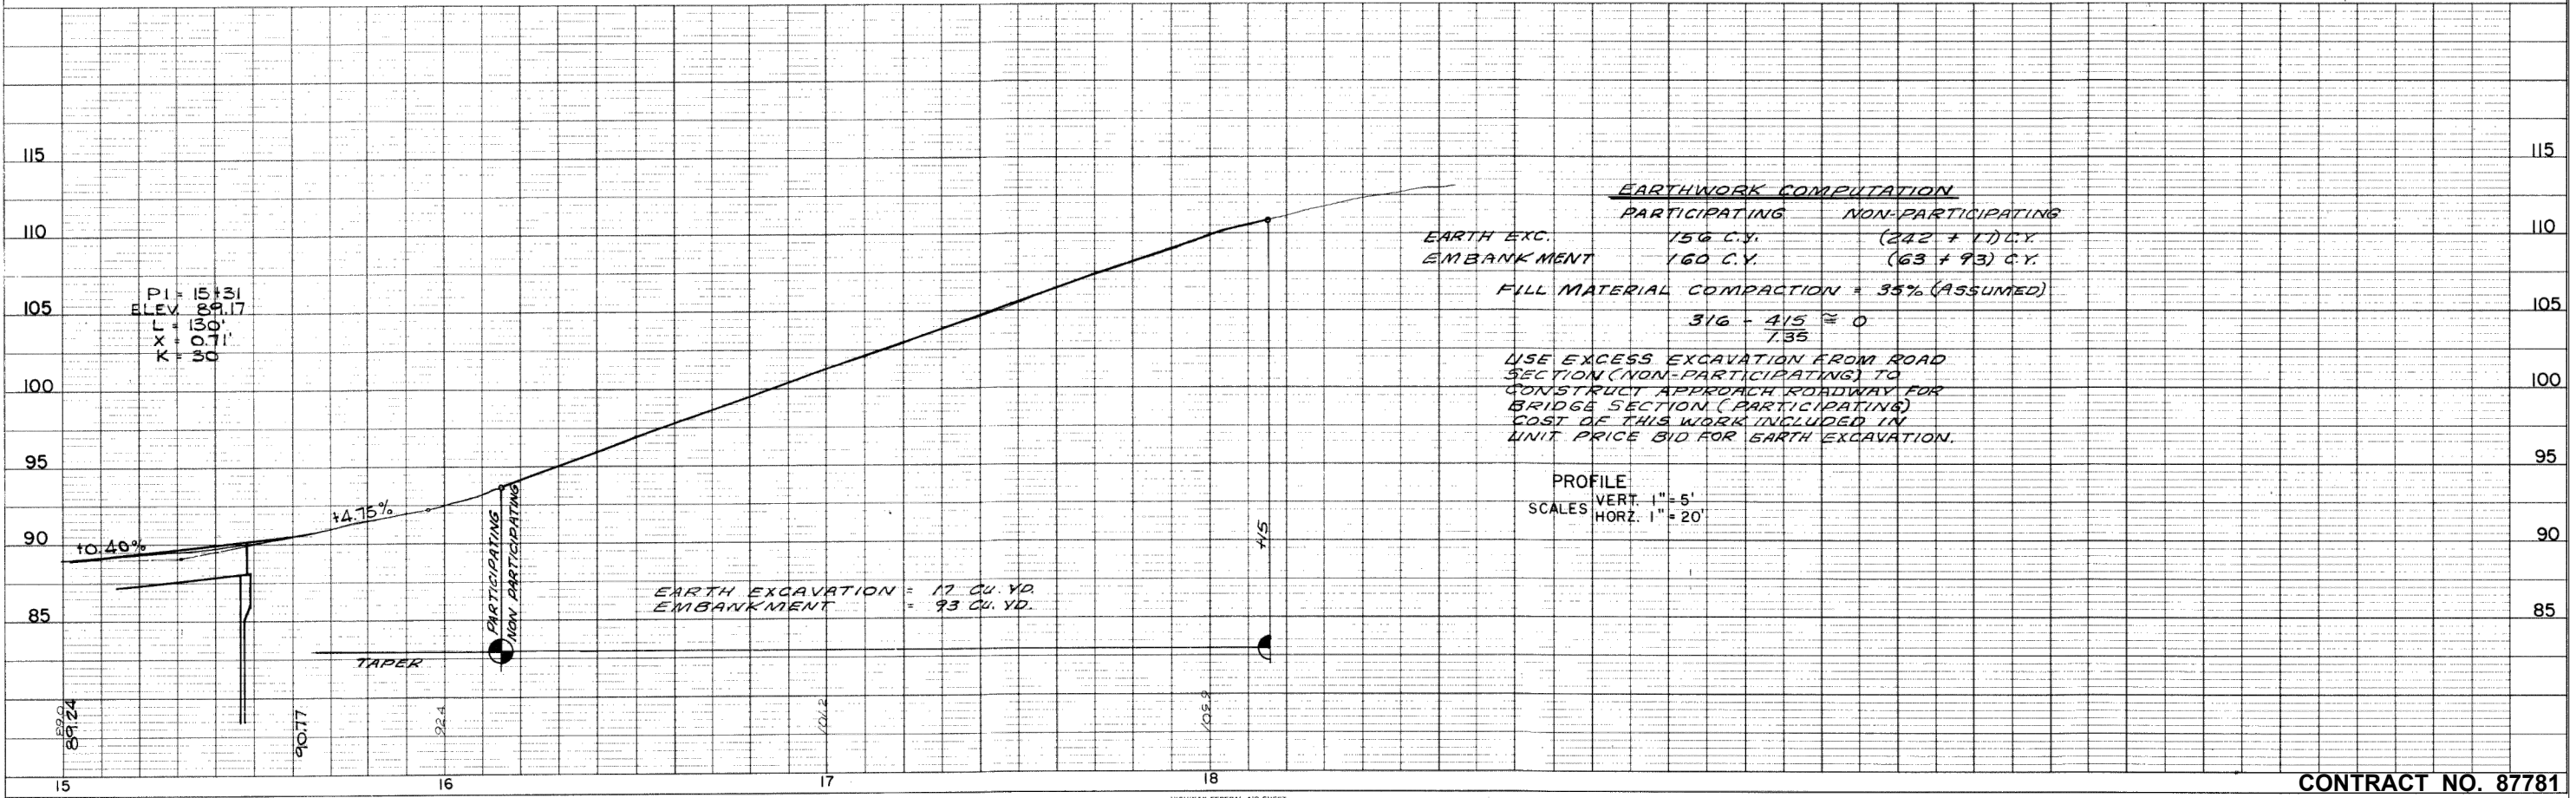 115 115
110 110
105 105
100 100
95 95
90 90
85 85
PI = 15+31
ELEV. 89.17
L = 130'
X = 0.71'
K = 30
+0.40%
+4.75%
PARTICIPATING
NON PARTICIPATING
TAPER
EARTH EXCAVATION = 17 CU. YD.
EMBANKMENT = 93 CU. YD.
+15
EARTHWORK COMPUTATION
PARTICIPATING NON-PARTICIPATING
EARTH EXC. 156 C.Y. (242 + 17) C.Y.
EMBANKMENT 160 C.Y. (63 + 93) C.Y.
FILL MATERIAL COMPACTION = 35% (ASSUMED)
316 - 415 ≅ 0
1.35
USE EXCESS EXCAVATION FROM ROAD
SECTION (NON-PARTICIPATING) TO
CONSTRUCT APPROACH ROADWAY FOR
BRIDGE SECTION (PARTICIPATING)
COST OF THIS WORK INCLUDED IN
UNIT PRICE BID FOR EARTH EXCAVATION.
PROFILE
SCALES VERT. 1" = 5'
HORZ. 1" = 20'
89.0
89.24
90.77
92.4
15 16 17 18
CONTRACT NO. 87781